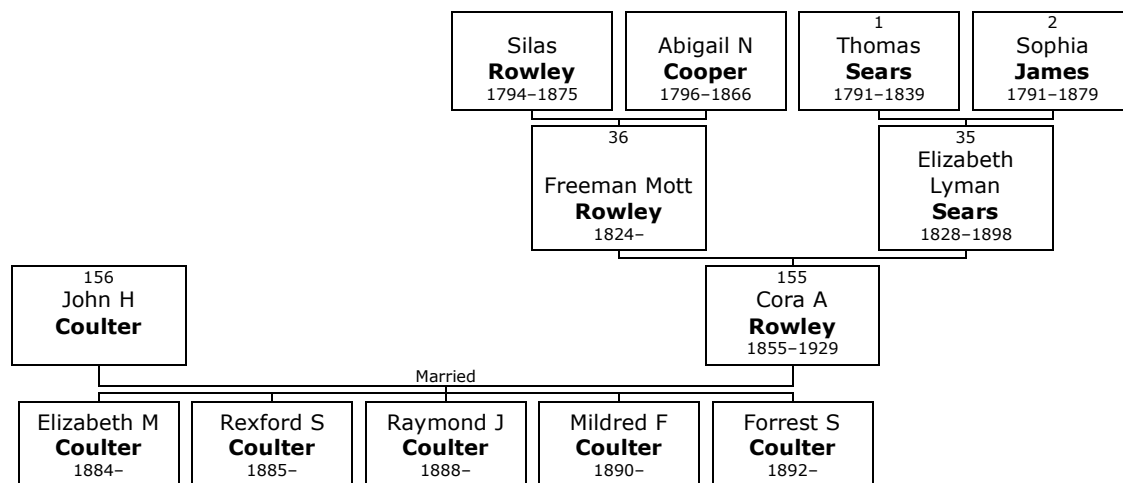 Silas
Rowley
1794–1875
Abigail N
Cooper
1796–1866
1
Thomas
Sears
1791–1839
2
Sophia
James
1791–1879
36
Freeman Mott
Rowley
1824–
35
Elizabeth
Lyman
Sears
1828–1898
156
John H
Coulter
155
Cora A
Rowley
1855–1929
Married
Elizabeth M
Coulter
1884–
Rexford S
Coulter
1885–
Raymond J
Coulter
1888–
Mildred F
Coulter
1890–
Forrest S
Coulter
1892–